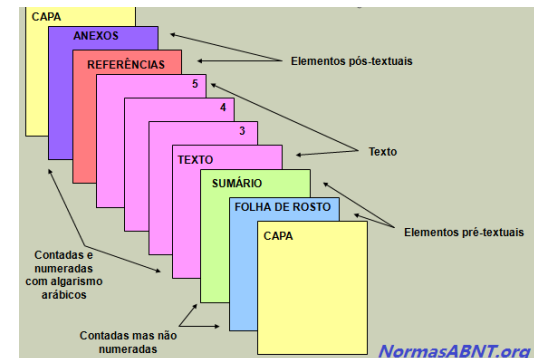 CAPA
ANEXOS
REFERÊNCIAS
Elementos pós-textuais
5
4
3
Texto
TEXTO
SUMÁRIO
FOLHA DE ROSTO
Elementos pré-textuais
CAPA
Contadas e
numeradas
com algarismo
arábicos
Contadas mas não
numeradas
NormasABNT.org